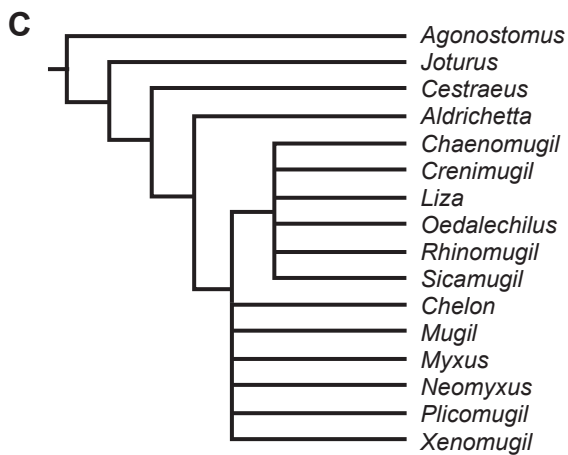 C
Agonostomus
Joturus
Cestraeus
Aldrichetta
Chaenomugil
Crenimugil
Liza
Oedalechilus
Rhinomugil
Sicamugil
Chelon
Mugil
Myxus
Neomyxus
Plicomugil
Xenomugil